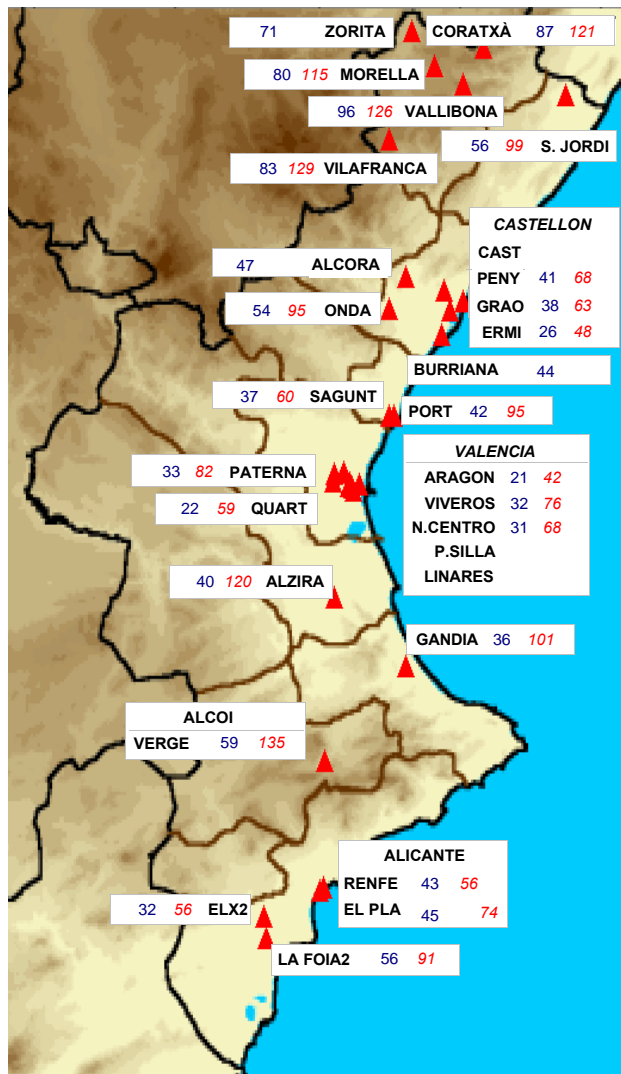 71 ZORITA
CORATXÀ 87 121
80 115 MORELLA
96 126 VALLIBONA
56 99 S. JORDI
83 129 VILAFRANCA
CASTELLON
CAST
PENY 41 68
GRAO 38 63
ERMI 26 48
47 ALCORA
54 95 ONDA
BURRIANA 44
37 60 SAGUNT
PORT 42 95
VALENCIA
ARAGON 21 42
VIVEROS 32 76
N.CENTRO 31 68
P.SILLA
LINARES
33 82 PATERNA
22 59 QUART
40 120 ALZIRA
GANDIA 36 101
ALCOI
VERGE 59 135
ALICANTE
RENFE 43 56
EL PLA 45 74
32 56 ELX2
LA FOIA2 56 91